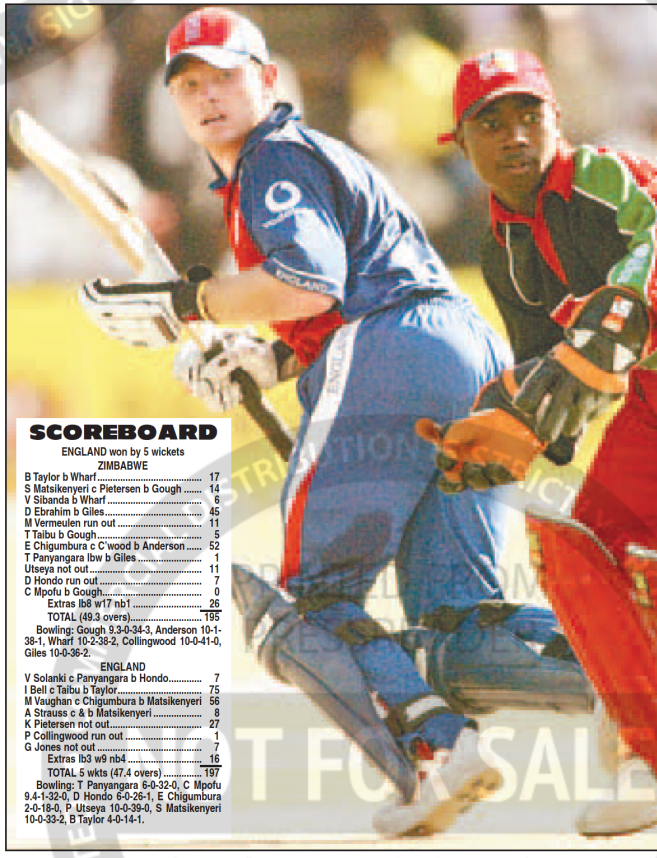 SCOREBOARD
ENGLAND won by 5 wickets
ZIMBABWE
B Taylor b Wharf 17
S Matsikenyeri c Pietersen b Gough 14
V Sibanda b Wharf 6
D Ebrahim b Giles 45
M Vermeulen run out 11
T Taibu b Gough 5
E Chigumbura c C'wood b Anderson 52
T Panyangara lbw b Giles 1
Utseya not out 11
D Hondo run out 7
C Mpofu b Gough 0
Extras lb8 w17 nb1 26
TOTAL (49.3 overs) 195
Bowling: Gough 9.3-0-34-3, Anderson 10-1-
38-1, Wharf 10-2-38-2, Collingwood 10-0-41-0,
Giles 10-0-36-2.
ENGLAND
V Solanki c Panyangara b Hondo 7
I Bell c Taibu b Taylor 75
M Vaughan c Chigumbura b Matsikenyeri 56
A Strauss c & b Matsikenyeri 8
K Pietersen not out 27
P Collingwood run out 1
G Jones not out 7
Extras lb3 w9 nb4 16
TOTAL 5 wkts (47.4 overs) 197
Bowling: T Panyangara 6-0-32-0, C Mpofu
9.4-1-32-0, D Hondo 6-0-26-1, E Chigumbura
2-0-18-0, P Utseya 10-0-39-0, S Matsikenyeri
10-0-33-2, B Taylor 4-0-14-1.
ENGLAND
ENGLAND
NOT FOR SALE